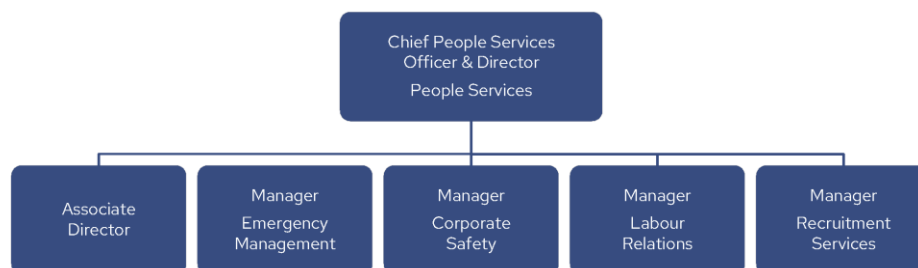 Chief People Services
Officer & Director
People Services
Associate
Director
Manager
Emergency
Management
Manager
Corporate
Safety
Manager
Labour
Relations
Manager
Recruitment
Services